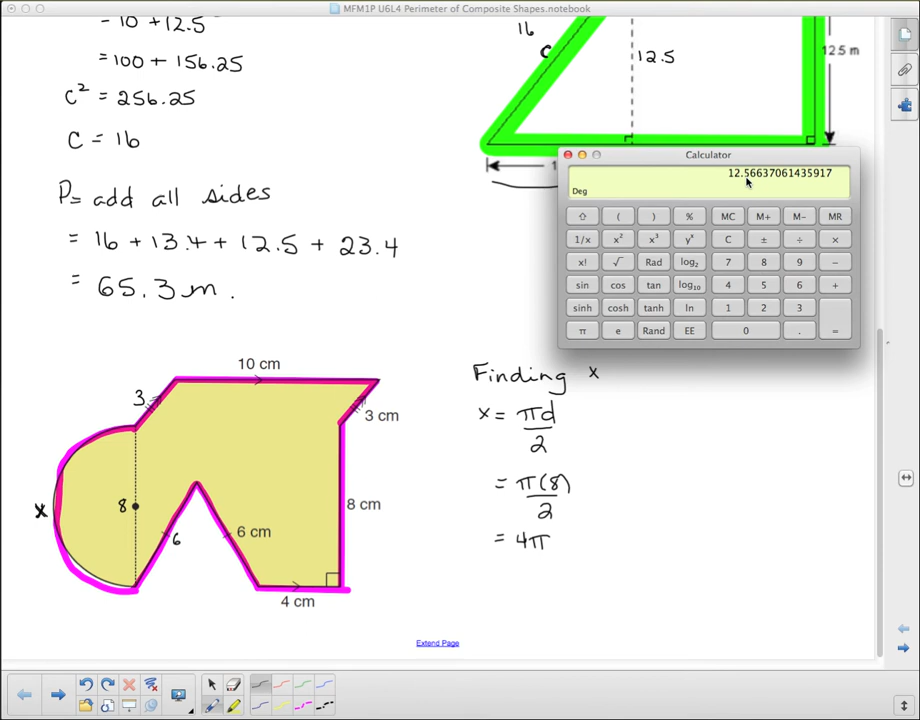 MFM1P U6L4 Perimeter of Composite Shapes.notebook
= 10 + 12.5
= 100 + 156.25
c² = 256.25
c = 16
P = add all sides
= 16 + 13.4 + 12.5 + 23.4
= 65.3 m.
16
c
12.5
12.5 m
1
Calculator
12.56637061435917
Deg
⇧ ( ) % MC M+ M- MR
1/x x² x³ yˣ C ± ÷ ×
x! √ Rad log₂ 7 8 9 −
sin cos tan log₁₀ 4 5 6 +
sinh cosh tanh ln 1 2 3
π e Rand EE 0 . =
10 cm
3
3 cm
x
8
8 cm
6
6 cm
4 cm
Finding x
x = πd
2
= π(8)
2
= 4π
Extend Page